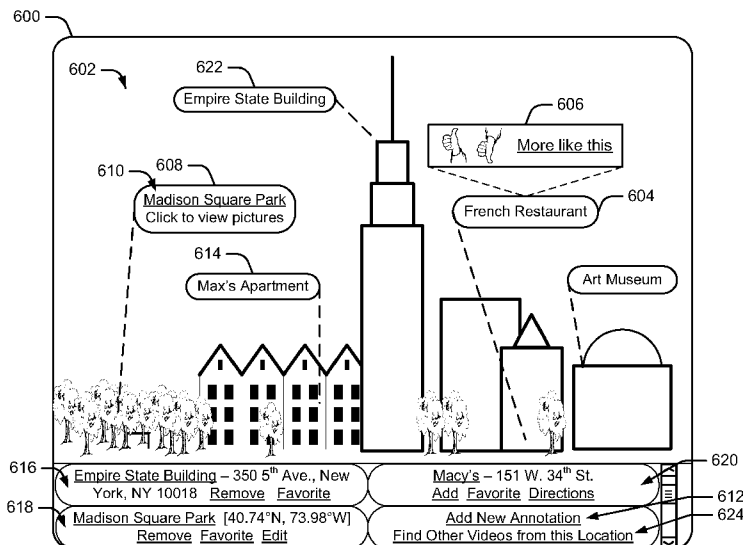 600
602
622
Empire State Building
606
More like this
610
608
Madison Square Park
Click to view pictures
604
French Restaurant
614
Max's Apartment
Art Museum
616
Empire State Building – 350 5th Ave., New
York, NY 10018 Remove Favorite
Macy's – 151 W. 34th St.
Add Favorite Directions
620
612
618
Madison Square Park [40.74°N, 73.98°W]
Remove Favorite Edit
Add New Annotation
Find Other Videos from this Location
624